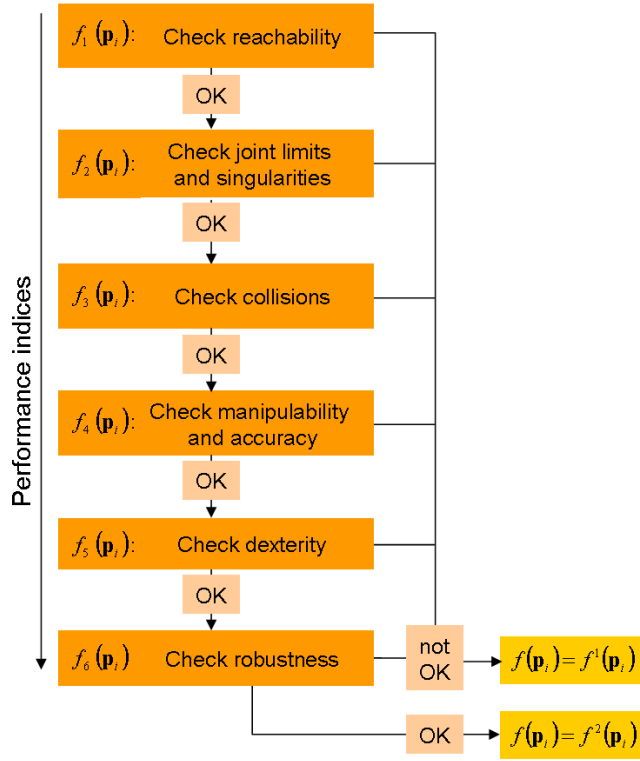 Performance indices
f₁(𝐩ᵢ): Check reachability
OK
f₂(𝐩ᵢ): Check joint limits
and singularities
OK
f₃(𝐩ᵢ): Check collisions
OK
f₄(𝐩ᵢ): Check manipulability
and accuracy
OK
f₅(𝐩ᵢ): Check dexterity
OK
f₆(𝐩ᵢ) Check robustness
not
OK
f(𝐩ᵢ)=f¹(𝐩ᵢ)
OK
f(𝐩ᵢ)=f²(𝐩ᵢ)